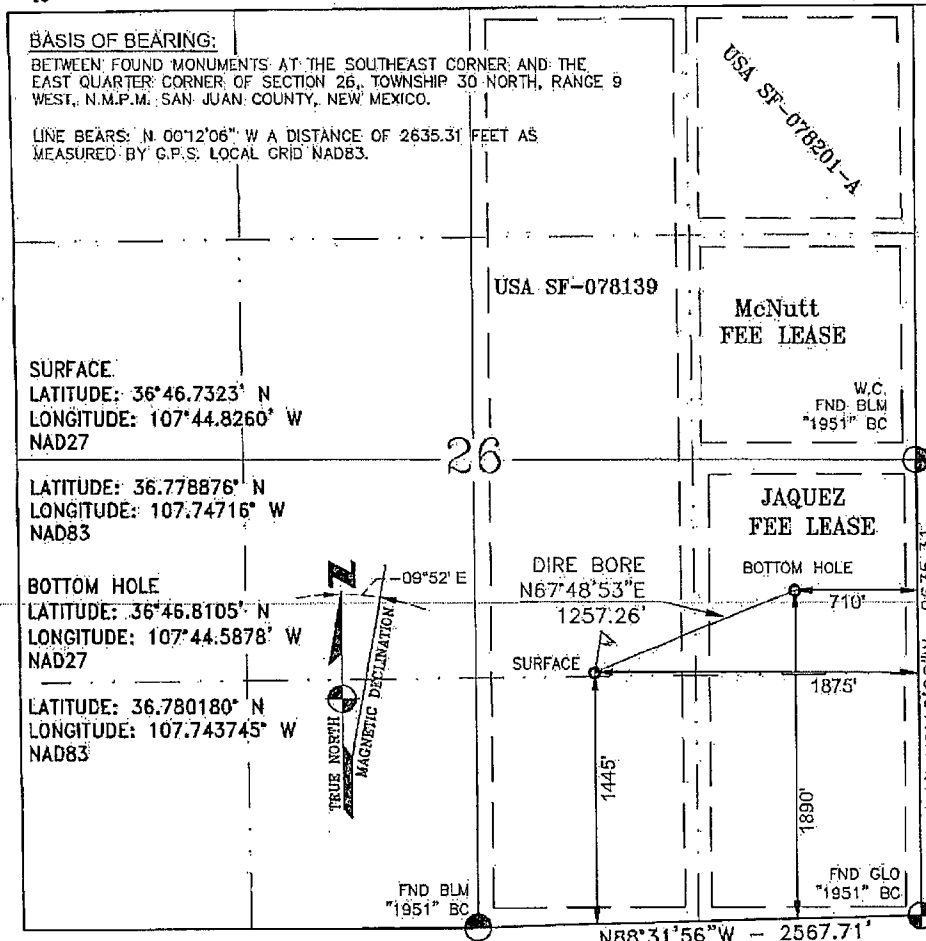 BASIS OF BEARING:
BETWEEN FOUND MONUMENTS AT THE SOUTHEAST CORNER AND THE
EAST QUARTER CORNER OF SECTION 26, TOWNSHIP 30 NORTH, RANGE 9
WEST, N.M.P.M. SAN JUAN COUNTY, NEW MEXICO.
LINE BEARS: N 00°12'06" W A DISTANCE OF 2635.31 FEET AS
MEASURED BY G.P.S. LOCAL GRID NAD83.
USA SF-078201-A
USA SF-078139
McNutt
FEE LEASE
W.C.
FND BLM
"1951" BC
SURFACE
LATITUDE: 36°46.7323' N
LONGITUDE: 107°44.8260' W
NAD27
26
LATITUDE: 36.778876° N
LONGITUDE: 107.74716° W
NAD83
JAQUEZ
FEE LEASE
BOTTOM HOLE
LATITUDE: 36°46.8105' N
LONGITUDE: 107°44.5878' W
NAD27
LATITUDE: 36.780180° N
LONGITUDE: 107.743745° W
NAD83
N
09°52' E
TRUE NORTH
MAGNETIC DECLINATION
DIRE BORE
N67°48'53"E
1257.26'
BOTTOM HOLE
710'
SURFACE
1875'
1445'
1890'
FND BLM
"1951" BC
FND GLO
"1951" BC
N88°31'56"W - 2567.71'